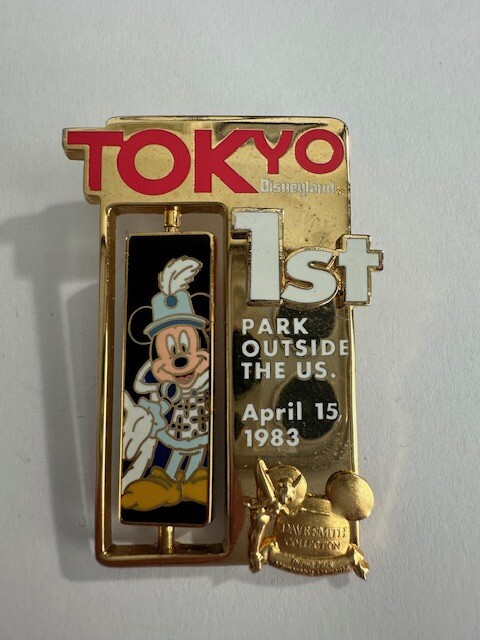 TOKYO
Disneyland
1st
PARK
OUTSIDE
THE US.
April 15,
1983
DAVE SMITH
COLLECTION